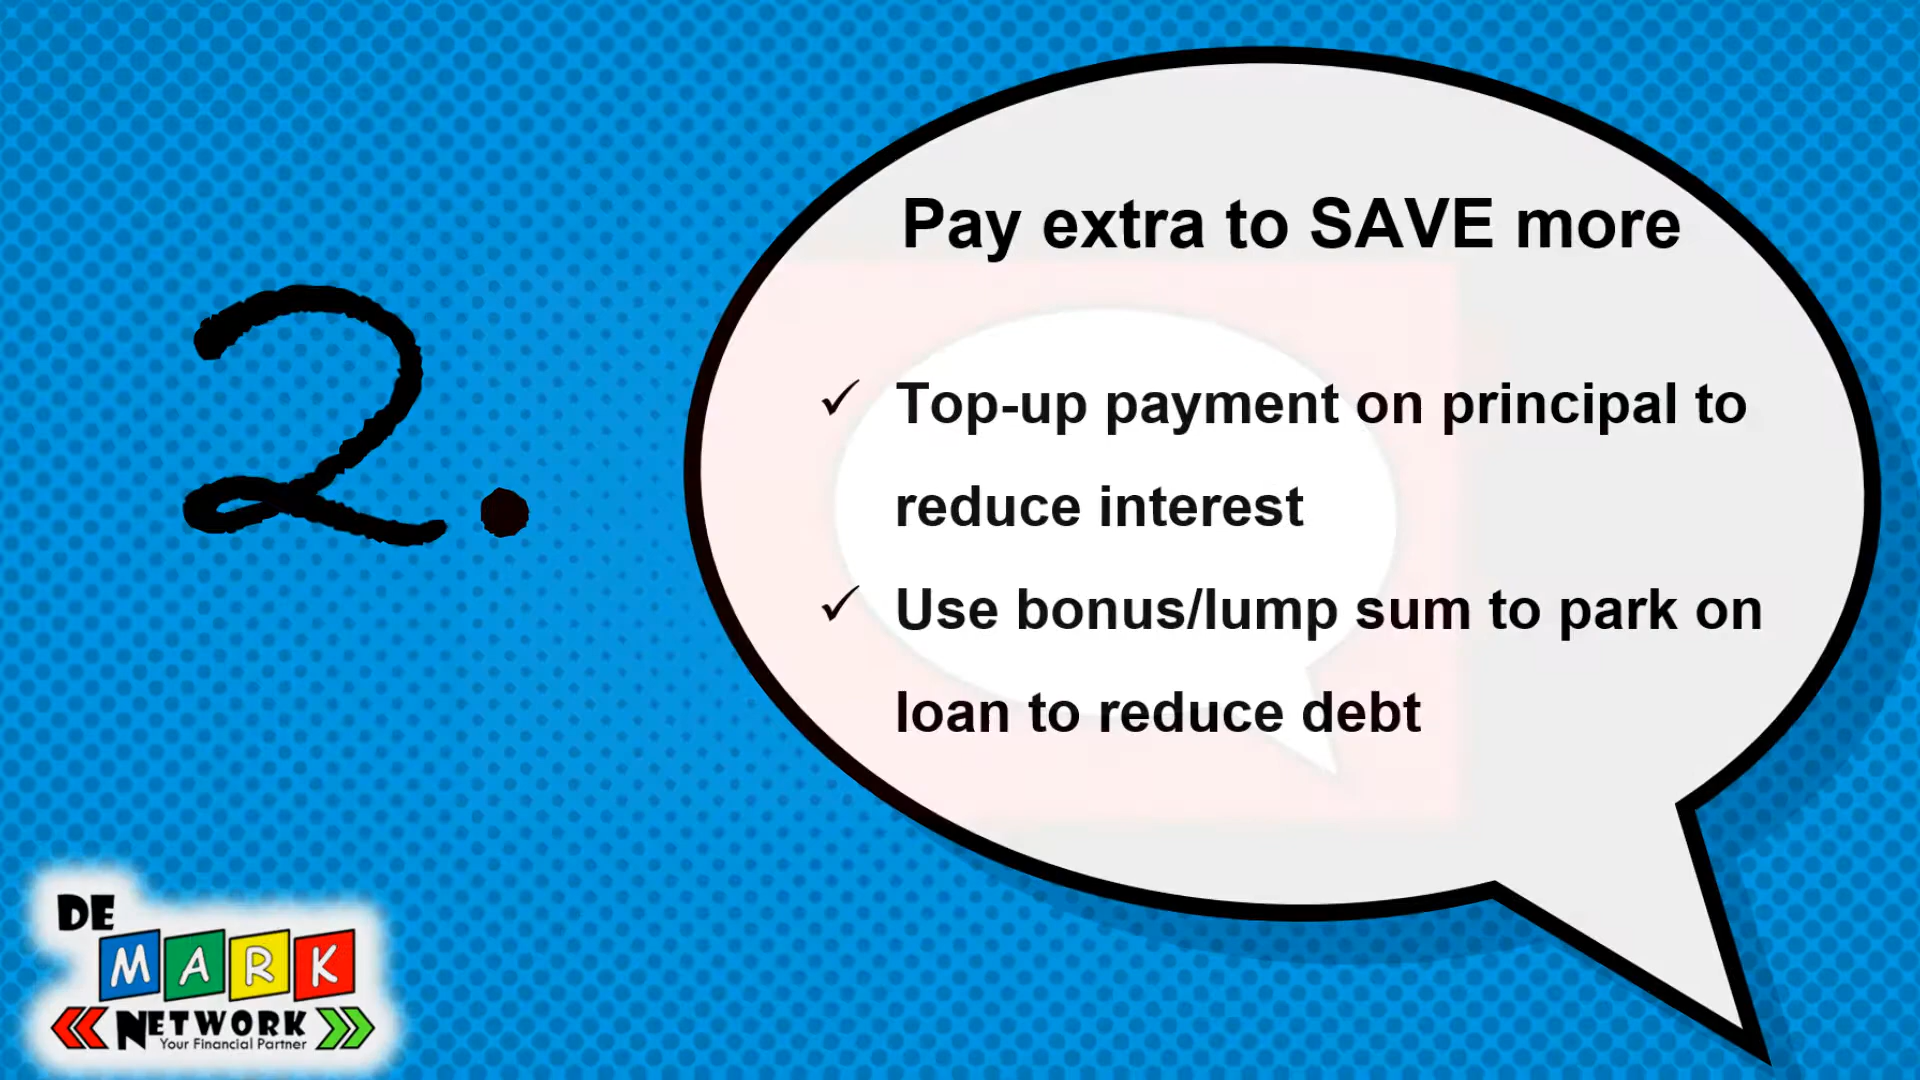 2.
Pay extra to SAVE more
✓ Top-up payment on principal to
reduce interest
✓ Use bonus/lump sum to park on
loan to reduce debt
DE
MARK
NETWORK
Your Financial Partner